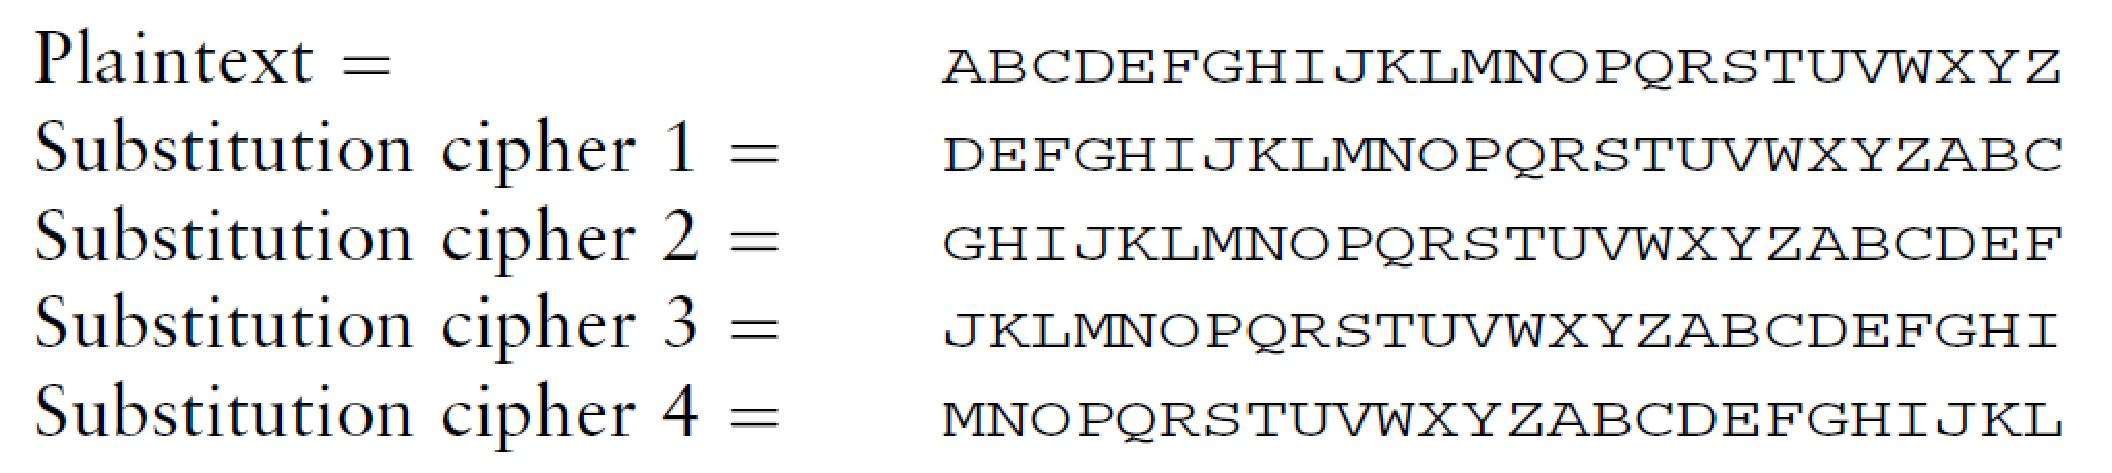 Plaintext = ABCDEFGHIJKLMNOPQRSTUVWXYZ
Substitution cipher 1 = DEFGHIJKLMNOPQRSTUVWXYZABC
Substitution cipher 2 = GHIJKLMNOPQRSTUVWXYZABCDEF
Substitution cipher 3 = JKLMNOPQRSTUVWXYZABCDEFGHI
Substitution cipher 4 = MNOPQRSTUVWXYZABCDEFGHIJKL